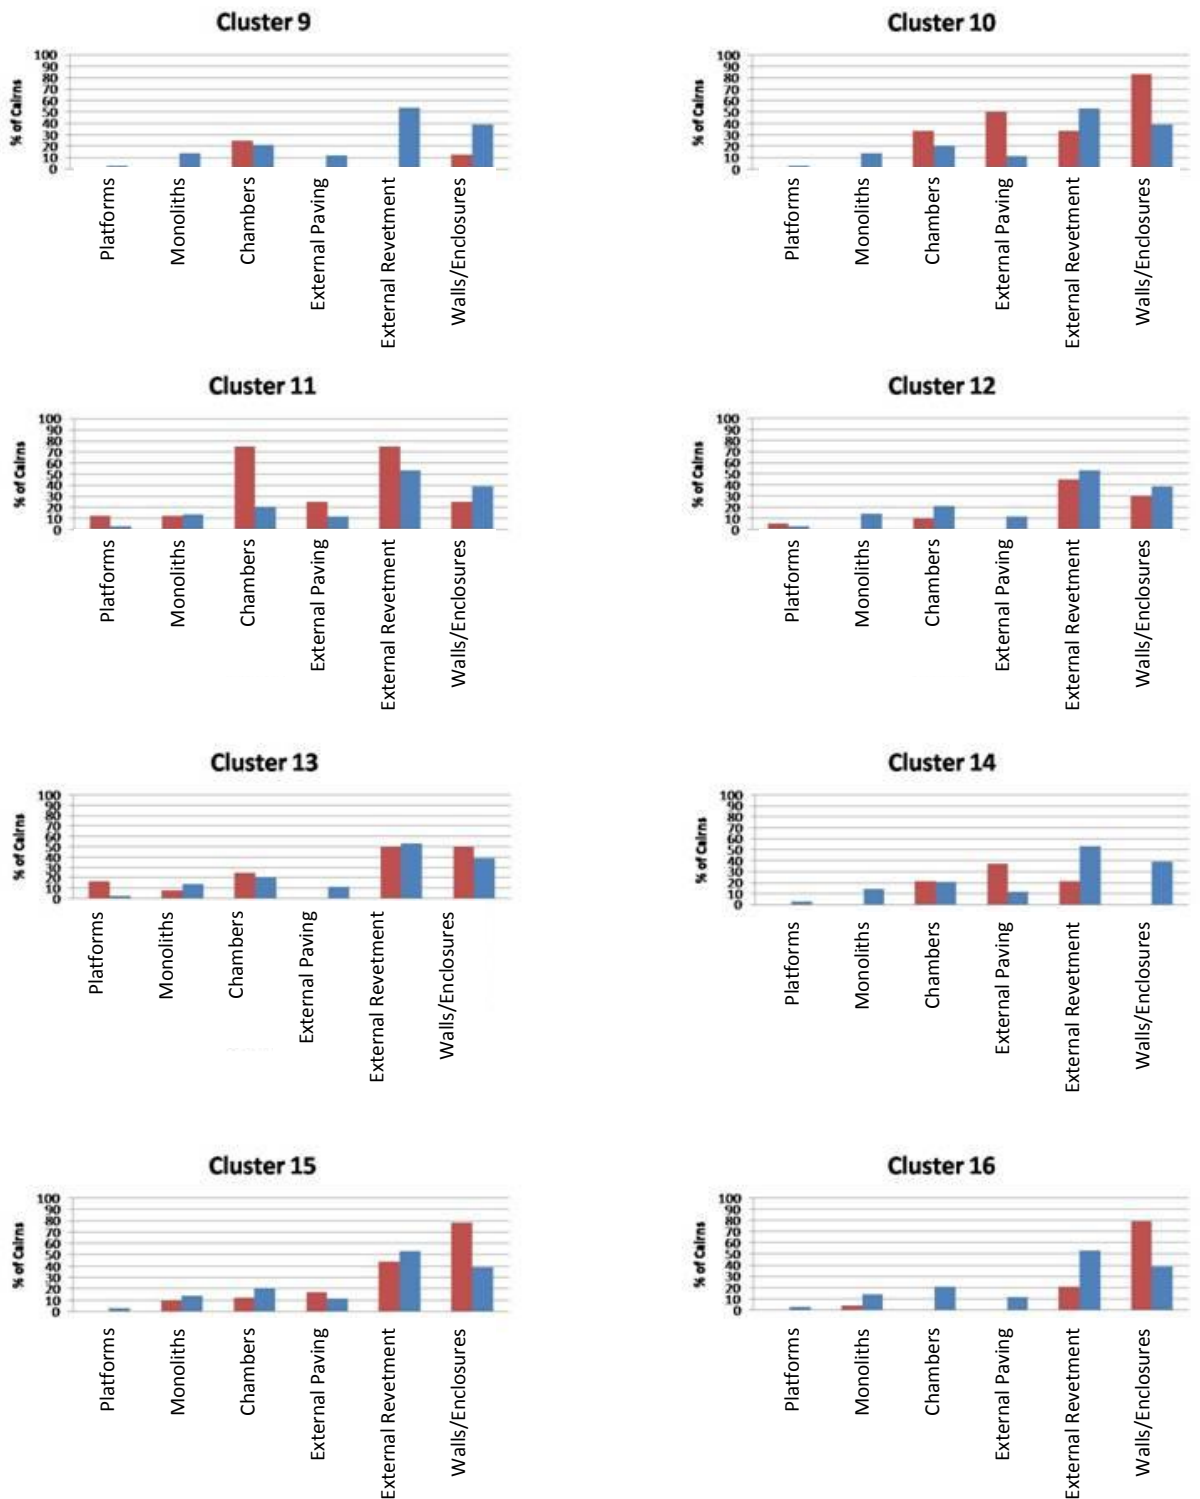 Cluster 9
% of Cairns
100
90
80
70
60
50
40
30
20
10
0
Platforms
Monoliths
Chambers
External Paving
External Revetment
Walls/Enclosures
Cluster 10
% of Cairns
100
90
80
70
60
50
40
30
20
10
0
Platforms
Monoliths
Chambers
External Paving
External Revetment
Walls/Enclosures
Cluster 11
% of Cairns
100
90
80
70
60
50
40
30
20
10
0
Platforms
Monoliths
Chambers
External Paving
External Revetment
Walls/Enclosures
Cluster 12
% of Cairns
100
90
80
70
60
50
40
30
20
10
0
Platforms
Monoliths
Chambers
External Paving
External Revetment
Walls/Enclosures
Cluster 13
% of Cairns
100
90
80
70
60
50
40
30
20
10
0
Platforms
Monoliths
Chambers
External Paving
External Revetment
Walls/Enclosures
Cluster 14
% of Cairns
100
90
80
70
60
50
40
30
20
10
0
Platforms
Monoliths
Chambers
External Paving
External Revetment
Walls/Enclosures
Cluster 15
% of Cairns
100
90
80
70
60
50
40
30
20
10
0
Platforms
Monoliths
Chambers
External Paving
External Revetment
Walls/Enclosures
Cluster 16
% of Cairns
100
90
80
70
60
50
40
30
20
10
0
Platforms
Monoliths
Chambers
External Paving
External Revetment
Walls/Enclosures